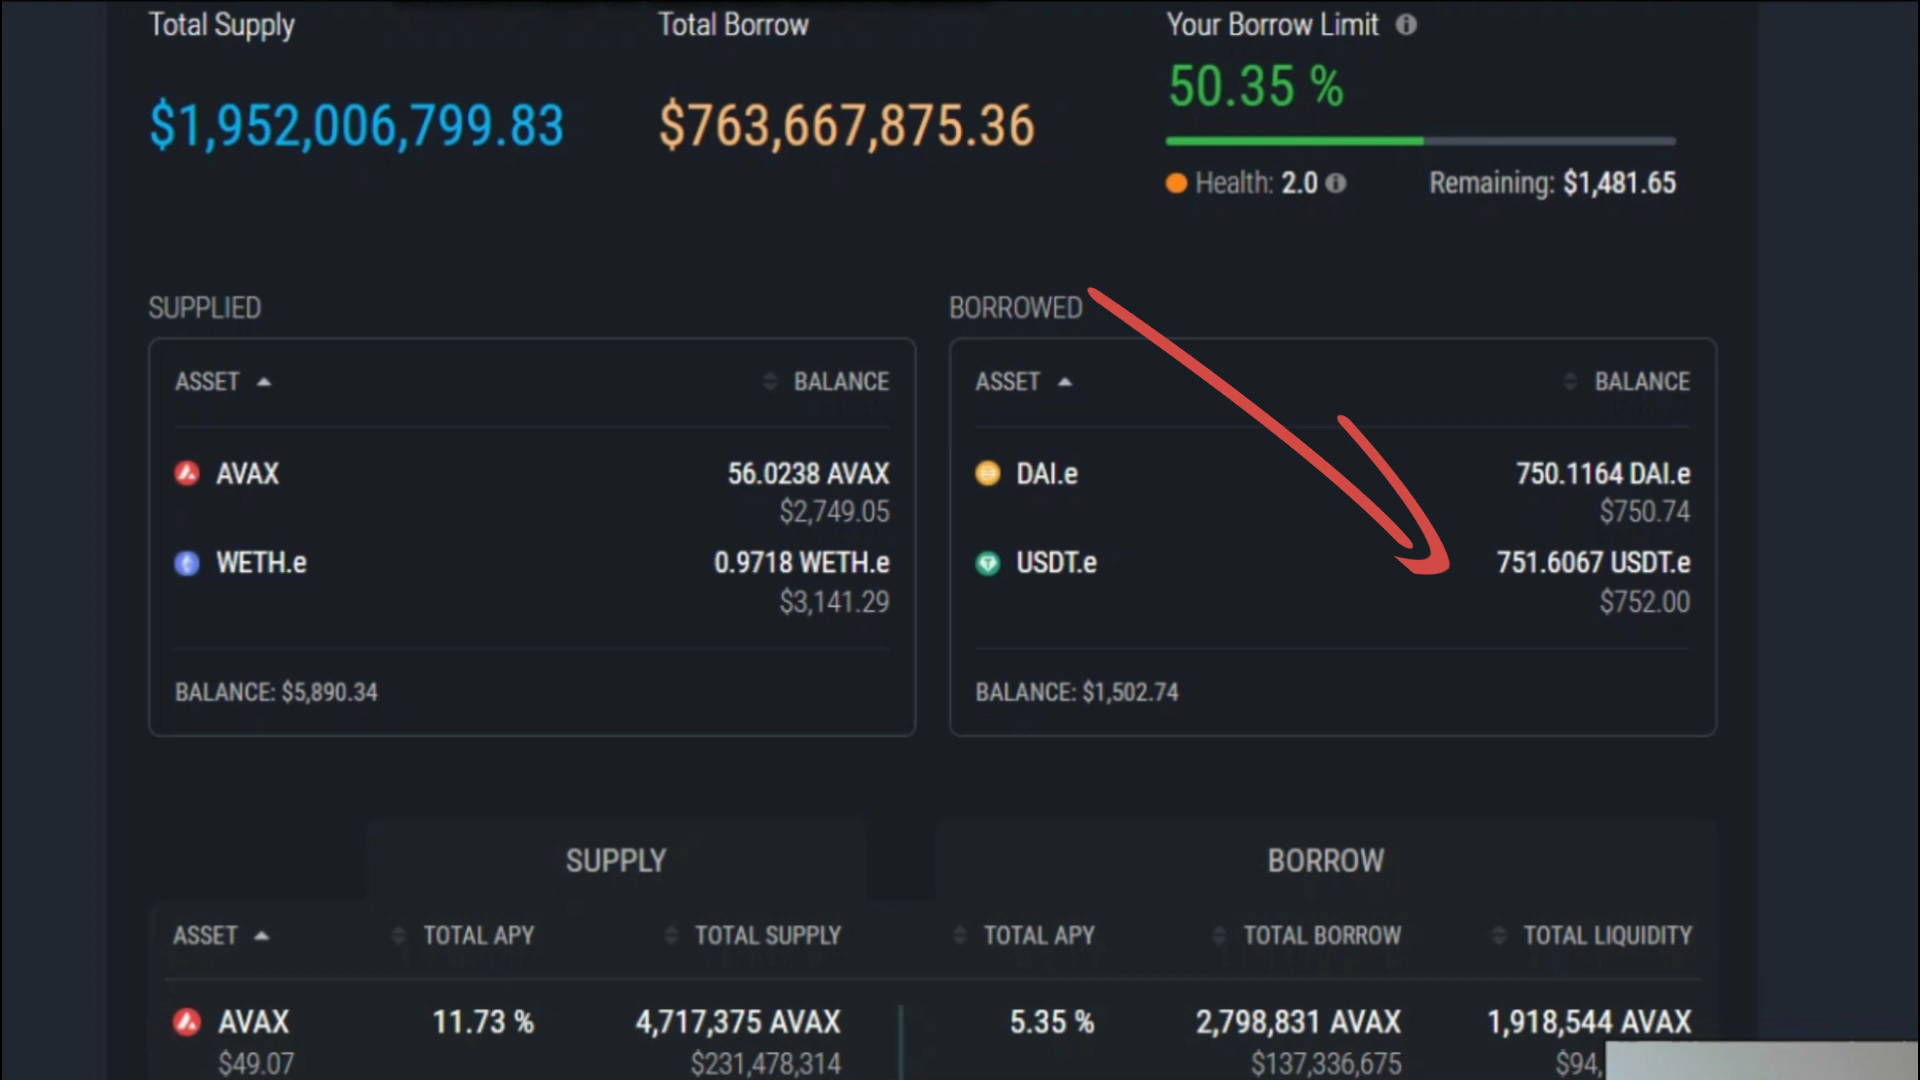 Total Supply
Total Borrow
Your Borrow Limit
$1,952,006,799.83
$763,667,875.36
50.35 %
Health: 2.0
Remaining: $1,481.65
SUPPLIED
ASSET BALANCE
AVAX 56.0238 AVAX
$2,749.05
WETH.e 0.9718 WETH.e
$3,141.29
BALANCE: $5,890.34
BORROWED
ASSET BALANCE
DAI.e 750.1164 DAI.e
$750.74
USDT.e 751.6067 USDT.e
$752.00
BALANCE: $1,502.74
SUPPLY BORROW
ASSET TOTAL APY TOTAL SUPPLY TOTAL APY TOTAL BORROW TOTAL LIQUIDITY
AVAX 11.73 % 4,717,375 AVAX 5.35 % 2,798,831 AVAX 1,918,544 AVAX
$49.07 $231,478,314 $137,336,675 $94,